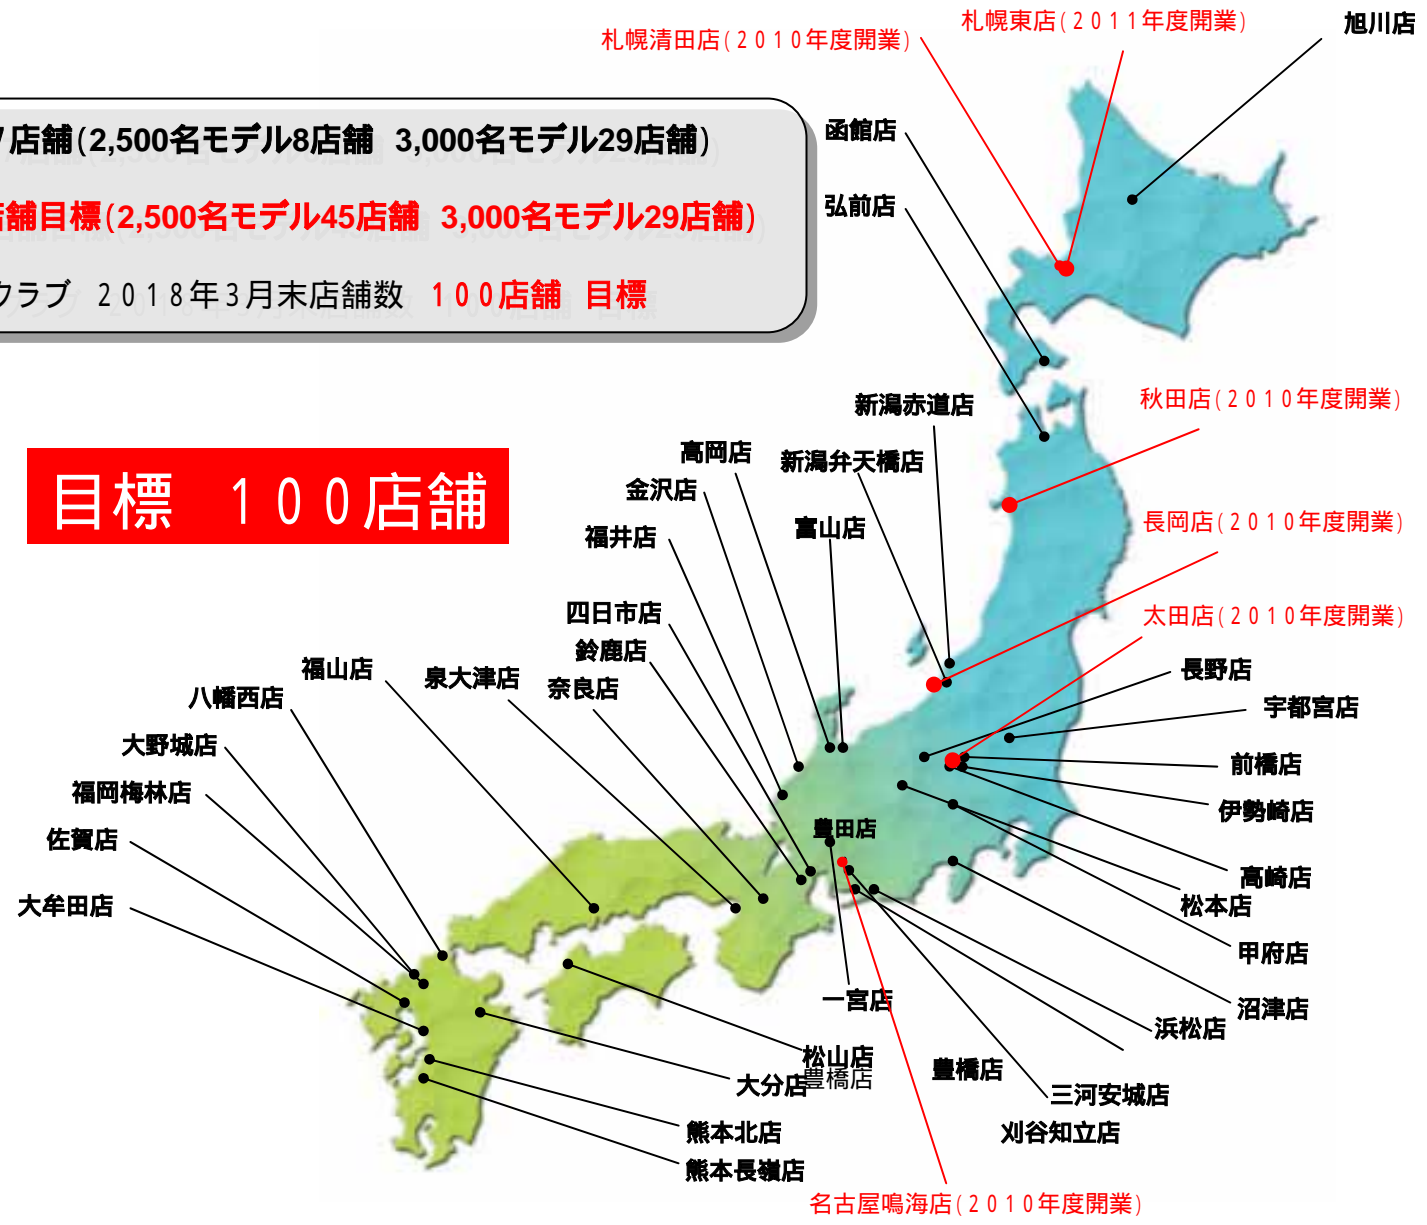 札幌清田店(2010年度開業)
札幌東店(2011年度開業)
旭川店
店舗(2,500名モデル8店舗 3,000名モデル29店舗)
店舗目標(2,500名モデル45店舗 3,000名モデル29店舗)
クラブ 2018年3月末店舗数 100店舗 目標
函館店
弘前店
目標 100店舗
秋田店(2010年度開業)
新潟赤道店
高岡店
新潟弁天橋店
金沢店
福井店
富山店
長岡店(2010年度開業)
四日市店
太田店(2010年度開業)
鈴鹿店
福山店
泉大津店
奈良店
長野店
八幡西店
宇都宮店
大野城店
前橋店
福岡梅林店
伊勢崎店
佐賀店
豊田店
高崎店
大牟田店
松本店
甲府店
一宮店
沼津店
浜松店
松山店
豊橋店
豊橋店
大分店
三河安城店
熊本北店
刈谷知立店
熊本長嶺店
名古屋鳴海店(2010年度開業)